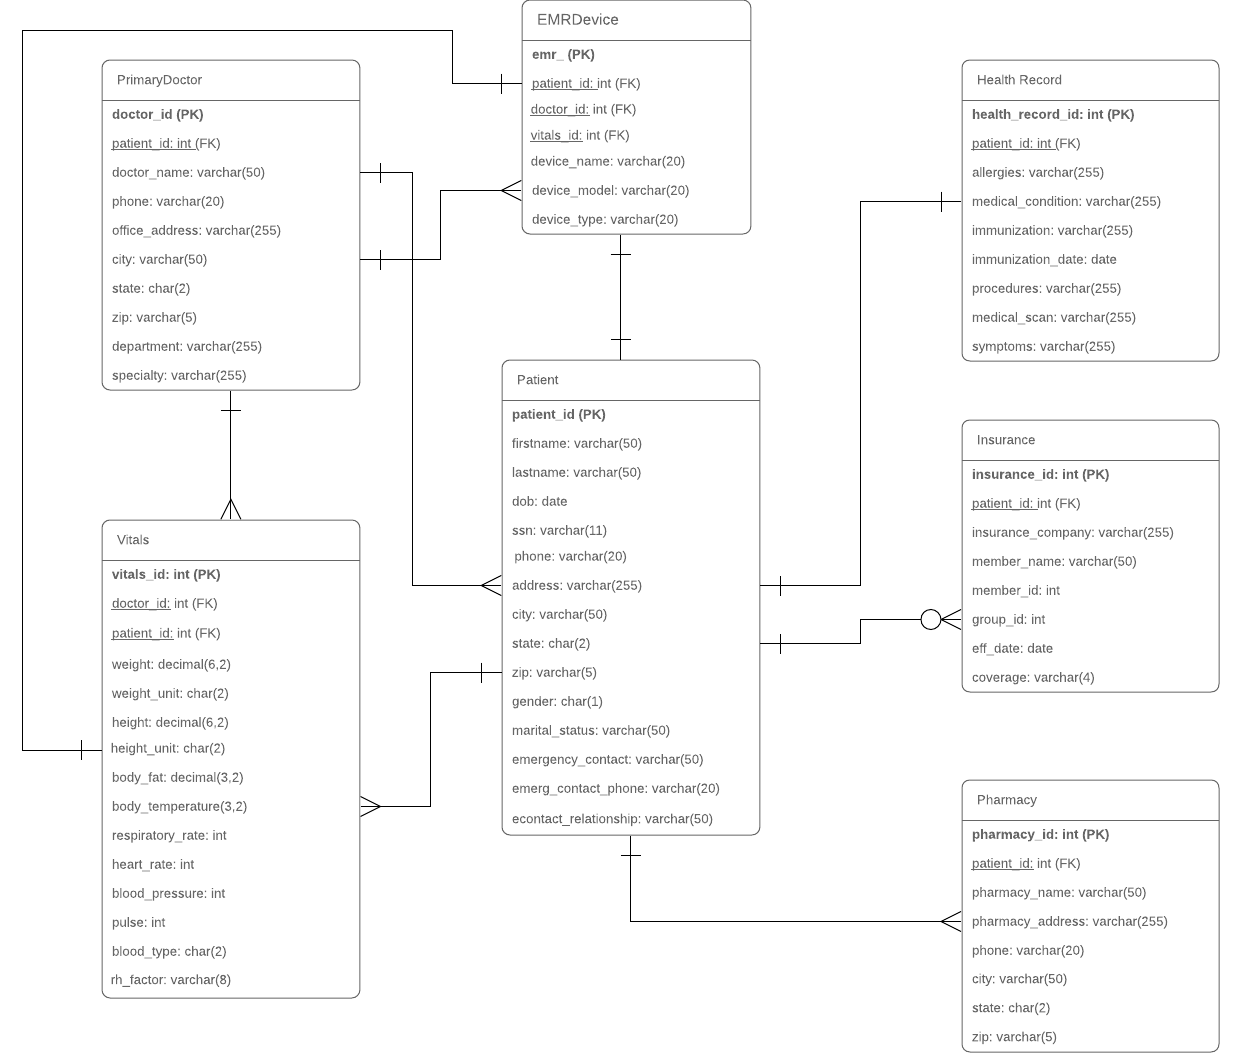 EMRDevice
emr_ (PK)
patient_id: int (FK)
doctor_id: int (FK)
vitals_id: int (FK)
device_name: varchar(20)
device_model: varchar(20)
device_type: varchar(20)
PrimaryDoctor
doctor_id (PK)
patient_id: int (FK)
doctor_name: varchar(50)
phone: varchar(20)
office_address: varchar(255)
city: varchar(50)
state: char(2)
zip: varchar(5)
department: varchar(255)
specialty: varchar(255)
Health Record
health_record_id: int (PK)
patient_id: int (FK)
allergies: varchar(255)
medical_condition: varchar(255)
immunization: varchar(255)
immunization_date: date
procedures: varchar(255)
medical_scan: varchar(255)
symptoms: varchar(255)
Patient
patient_id (PK)
firstname: varchar(50)
lastname: varchar(50)
dob: date
ssn: varchar(11)
phone: varchar(20)
address: varchar(255)
city: varchar(50)
state: char(2)
zip: varchar(5)
gender: char(1)
marital_status: varchar(50)
emergency_contact: varchar(50)
emerg_contact_phone: varchar(20)
econtact_relationship: varchar(50)
Insurance
insurance_id: int (PK)
patient_id: int (FK)
insurance_company: varchar(255)
member_name: varchar(50)
member_id: int
group_id: int
eff_date: date
coverage: varchar(4)
Vitals
vitals_id: int (PK)
doctor_id: int (FK)
patient_id: int (FK)
weight: decimal(6,2)
weight_unit: char(2)
height: decimal(6,2)
height_unit: char(2)
body_fat: decimal(3,2)
body_temperature(3,2)
respiratory_rate: int
heart_rate: int
blood_pressure: int
pulse: int
blood_type: char(2)
rh_factor: varchar(8)
Pharmacy
pharmacy_id: int (PK)
patient_id: int (FK)
pharmacy_name: varchar(50)
pharmacy_address: varchar(255)
phone: varchar(20)
city: varchar(50)
state: char(2)
zip: varchar(5)